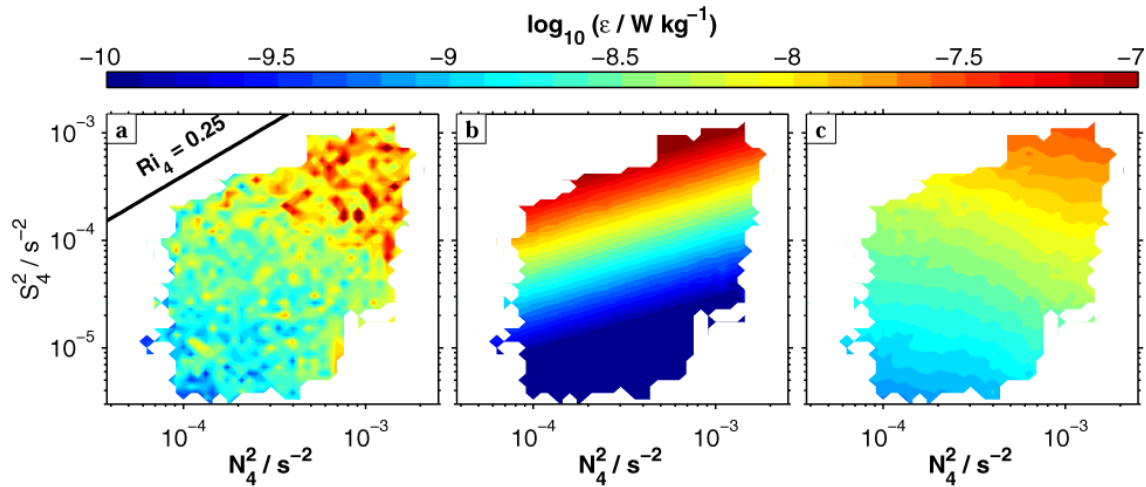 log₁₀ (ε / W kg⁻¹)
−10 −9.5 −9 −8.5 −8 −7.5 −7
a b c
Ri₄ = 0.25
10⁻³
10⁻⁴
10⁻⁵
S₄² / s⁻²
10⁻⁴ 10⁻³ 10⁻⁴ 10⁻³ 10⁻⁴ 10⁻³
N₄² / s⁻² N₄² / s⁻² N₄² / s⁻²